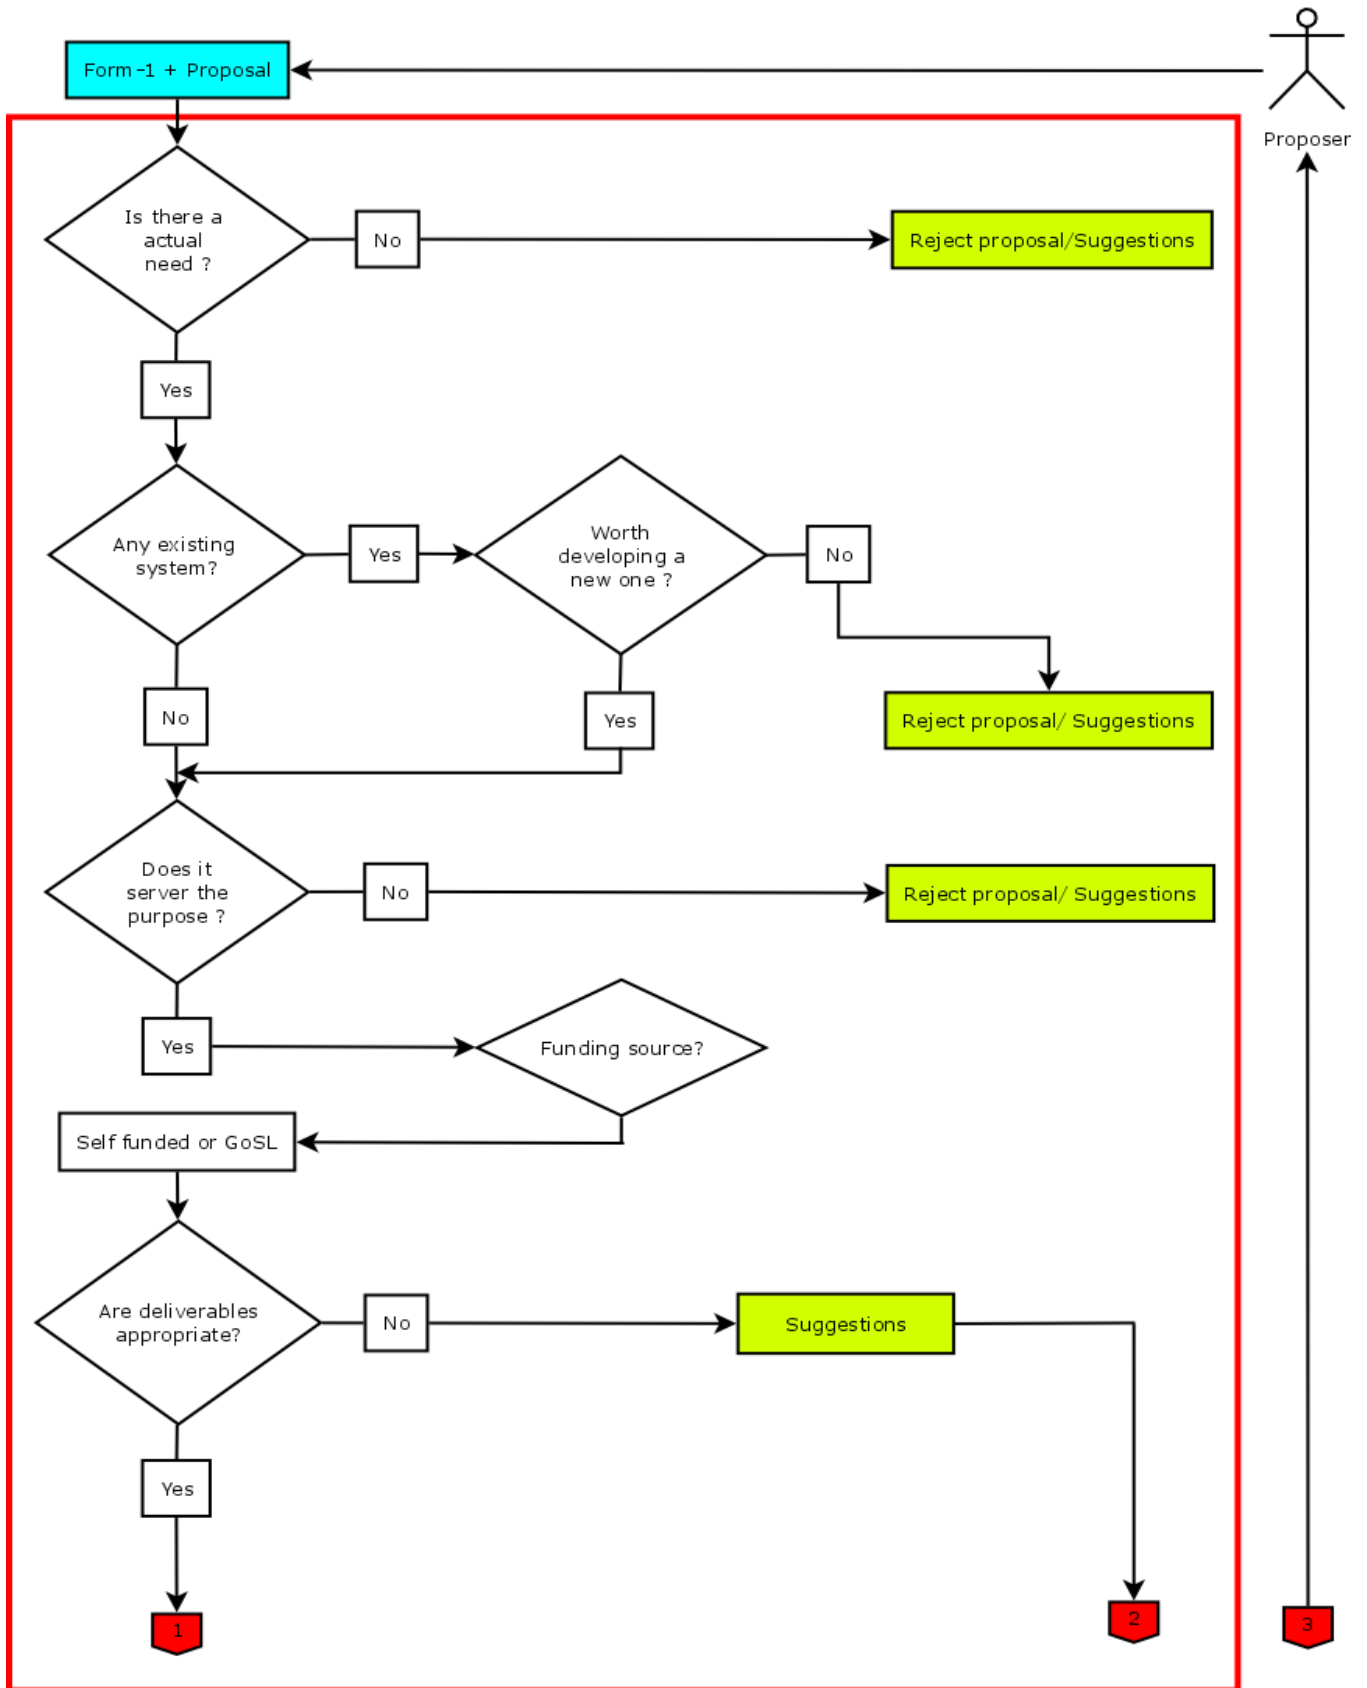 Form-1 + Proposal
Proposer
Is there a
actual
need ?
No
Reject proposal/Suggestions
Yes
Any existing
system?
Yes
Worth
developing a
new one ?
No
No
Yes
Reject proposal/ Suggestions
Does it
server the
purpose ?
No
Reject proposal/ Suggestions
Yes
Funding source?
Self funded or GoSL
Are deliverables
appropriate?
No
Suggestions
Yes
1
2
3